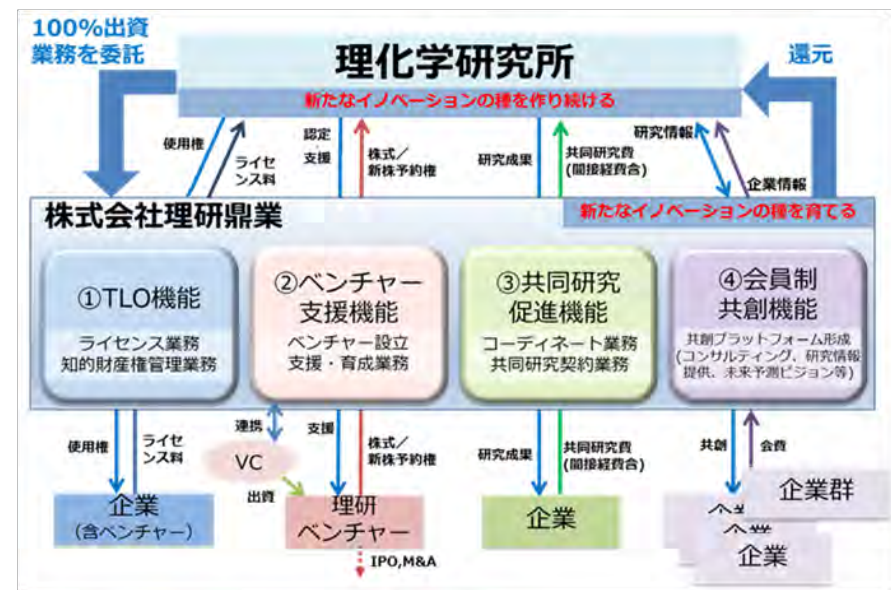 100%出資
業務を委託
理化学研究所
還元
新たなイノベーションの種を作り続ける
使用権
ライセ
ンス料
認定
支援
株式/
新株予約権
研究成果
共同研究費
(間接経費含)
研究情報
企業情報
株式会社理研鼎業
新たなイノベーションの種を育てる
①TLO機能
ライセンス業務
知的財産権管理業務
②ベンチャー
支援機能
ベンチャー設立
支援・育成業務
③共同研究
促進機能
コーディネート業務
共同研究契約業務
④会員制
共創機能
共創プラットフォーム形成
(コンサルティング、研究情報
提供、未来予測ビジョン等)
使用権
ライセ
ンス料
連携
VC
出資
支援
株式/
新株予約権
研究成果
共同研究費
(間接経費含)
共創
会費
企業
(含ベンチャー)
理研
ベンチャー
IPO,M&A
企業
企業群
企業